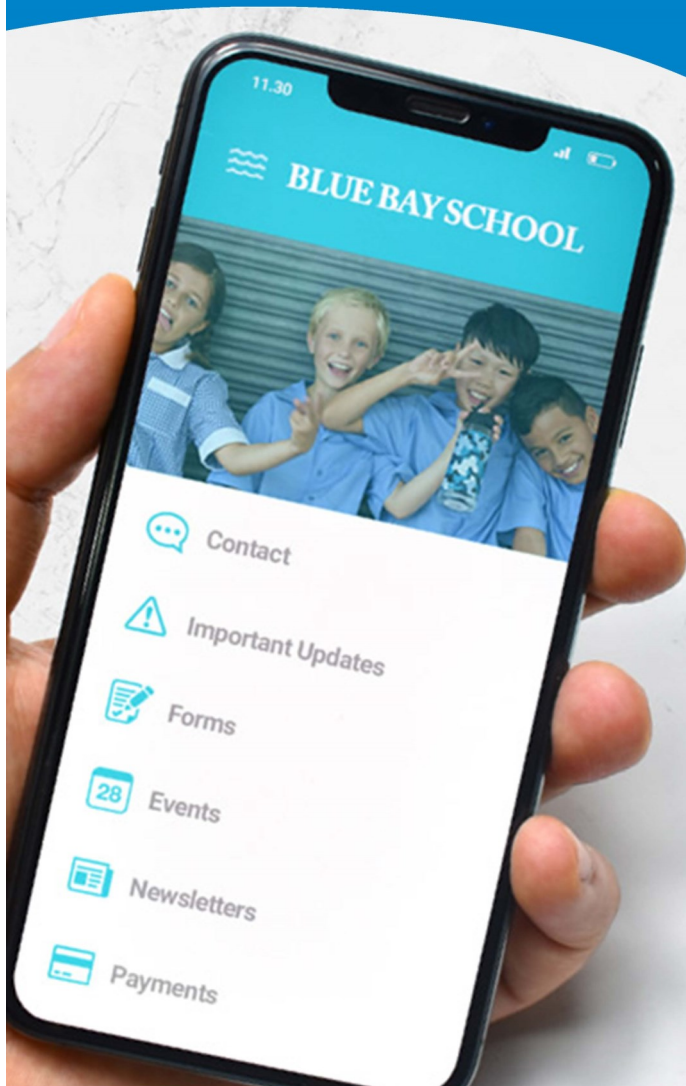 11.30
BLUE BAY SCHOOL
Contact
Important Updates
Forms
28
Events
Newsletters
Payments